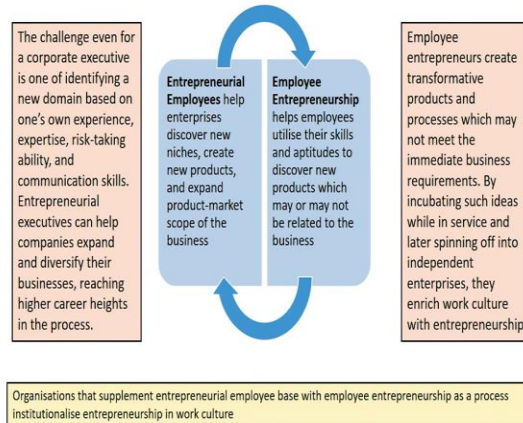 The challenge even for
a corporate executive
is one of identifying a
new domain based on
one's own experience,
expertise, risk-taking
ability, and
communication skills.
Entrepreneurial
executives can help
companies expand
and diversify their
businesses, reaching
higher career heights
in the process.
Entrepreneurial
Employees help
enterprises
discover new
niches, create
new products,
and expand
product-market
scope of the
business
Employee
Entrepreneurship
helps employees
utilise their skills
and aptitudes to
discover new
products which
may or may not
be related to the
business
Employee
entrepreneurs create
transformative
products and
processes which may
not meet the
immediate business
requirements. By
incubating such ideas
while in service and
later spinning off into
independent
enterprises, they
enrich work culture
with entrepreneurship
Organisations that supplement entrepreneurial employee base with employee entrepreneurship as a process
institutionalise entrepreneurship in work culture